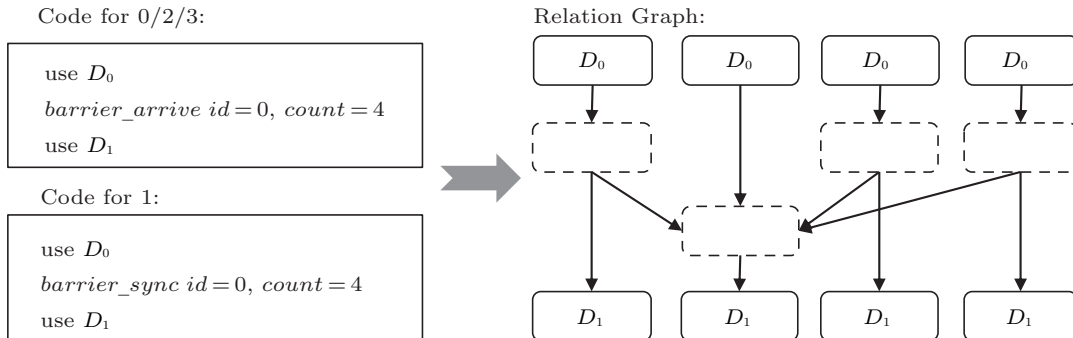 Code for 0/2/3:
use D₀
barrier_arrive id=0, count=4
use D₁
Code for 1:
use D₀
barrier_sync id=0, count=4
use D₁
Relation Graph:
D₀ D₀ D₀ D₀
D₁ D₁ D₁ D₁